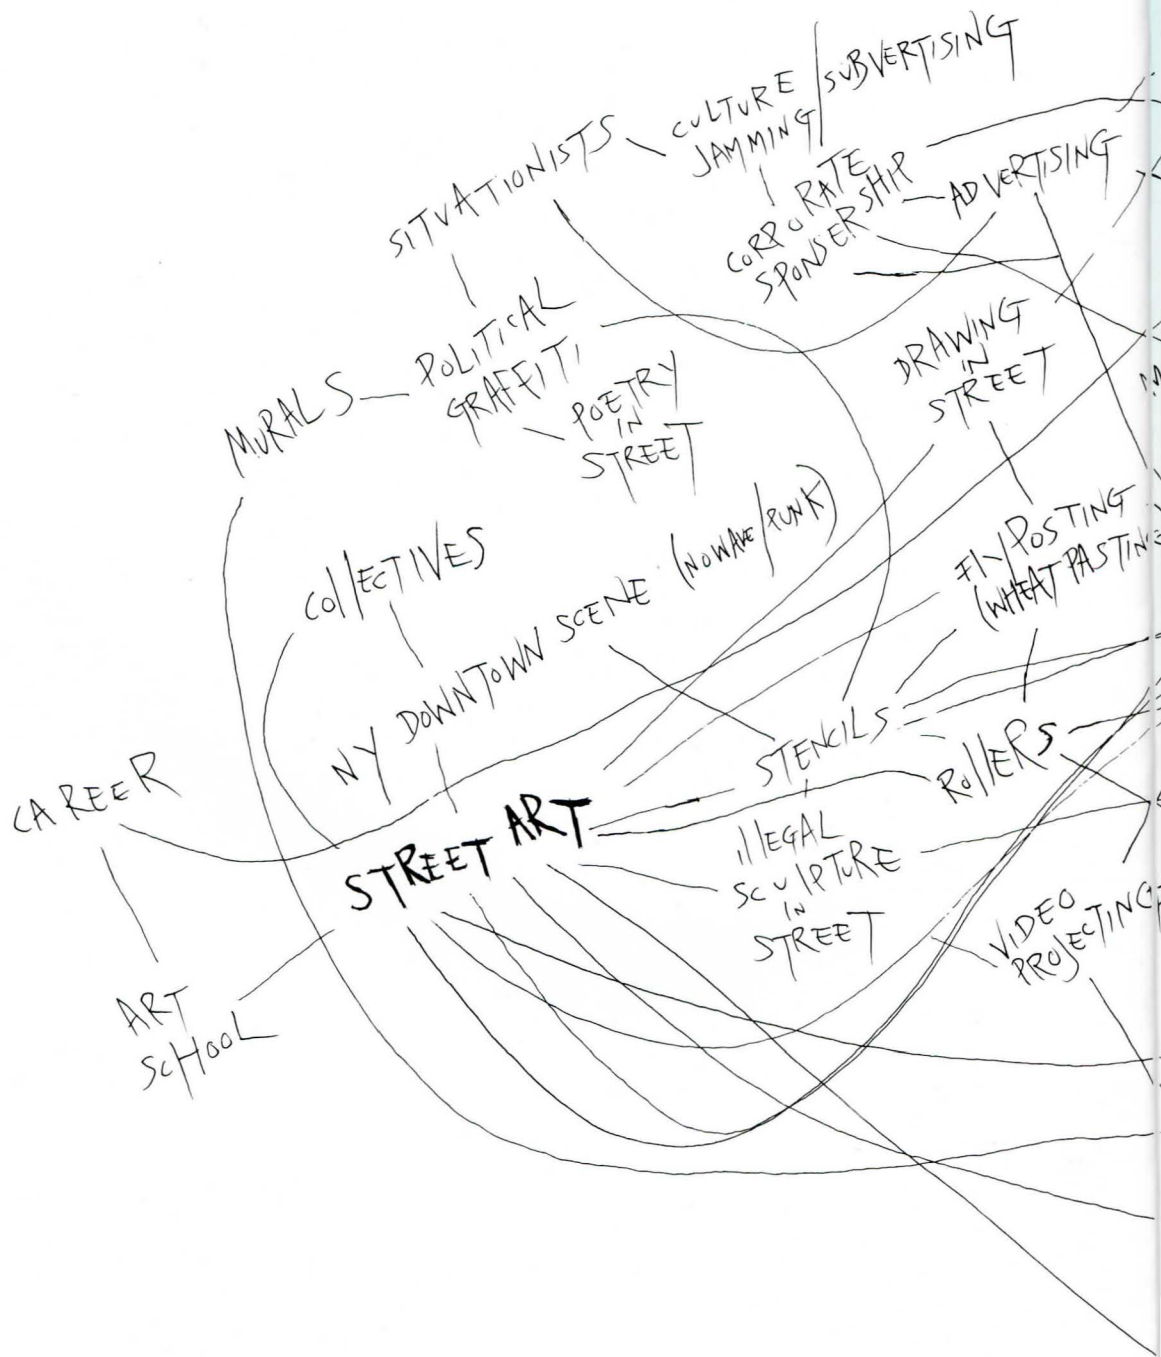 CULTURE / SUBVERTISING
JAMMING
SITUATIONISTS
CORPORATE
SPONSERSHIP
ADVERTISING
POLITICAL
GRAFFITI
MURALS
POETRY
IN
STREET
DRAWING
IN
STREET
COLLECTIVES
NY DOWNTOWN SCENE (NOWAVE/PUNK)
FLYPOSTING
(WHEAT PASTING
STENCILS
ROLLERS
CAREER
STREET ART
ILLEGAL
SCULPTURE
IN
STREET
VIDEO
PROJECTING
ART
SCHOOL